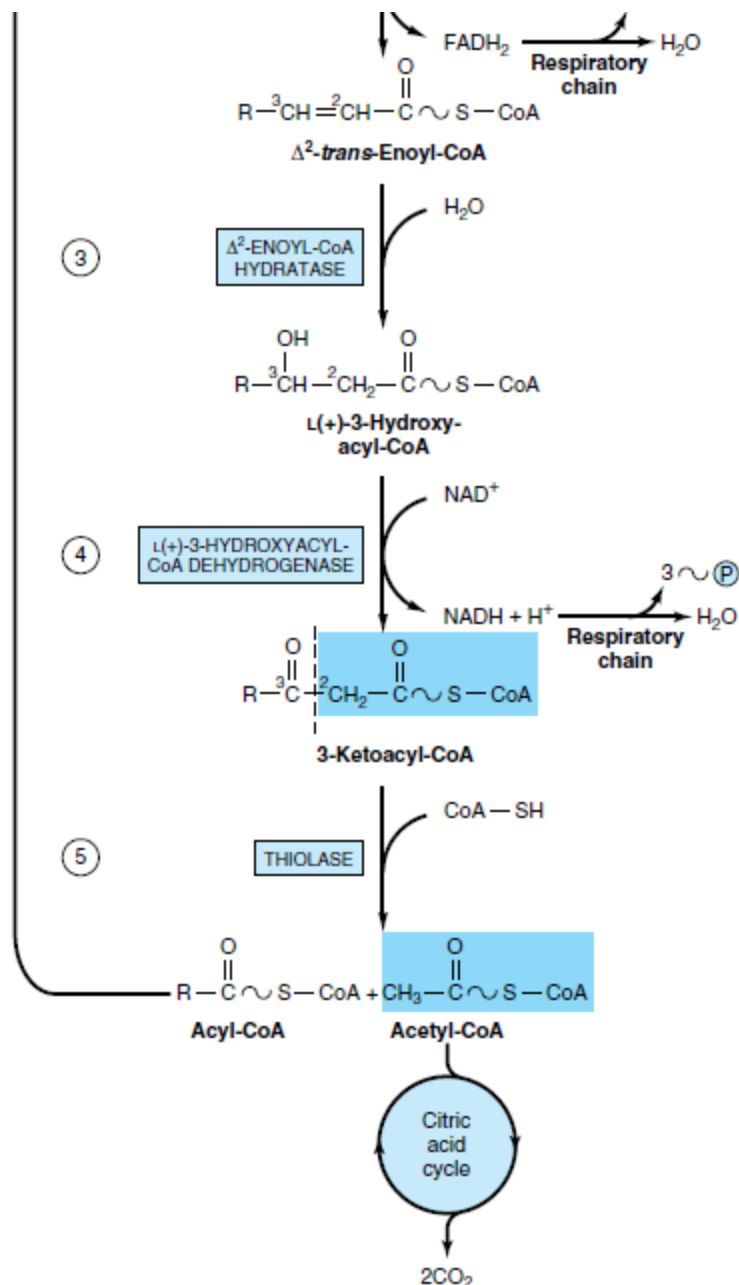 FADH₂ Respiratory chain H₂O
O
R—³CH=²CH—C~S—CoA
Δ²-trans-Enoyl-CoA
H₂O
3
Δ²-ENOYL-CoA
HYDRATASE
OH O
R—³CH—²CH₂—C~S—CoA
L(+)-3-Hydroxy-
acyl-CoA
NAD⁺
4
L(+)-3-HYDROXYACYL-
CoA DEHYDROGENASE
3~P
NADH + H⁺ H₂O
Respiratory
chain
O O
R—³C—²CH₂—C~S—CoA
3-Ketoacyl-CoA
CoA—SH
5
THIOLASE
O O
R—C~S—CoA + CH₃—C~S—CoA
Acyl-CoA Acetyl-CoA
Citric
acid
cycle
2CO₂